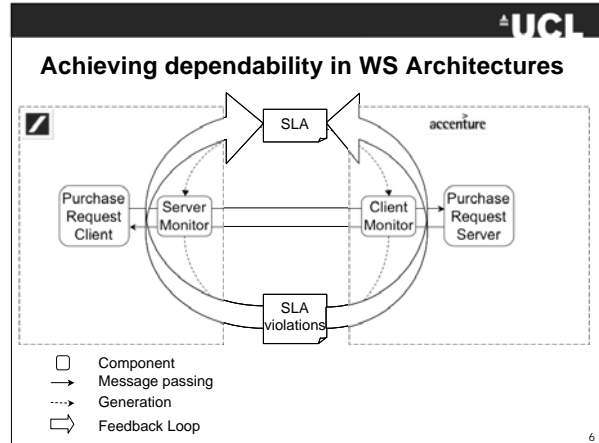 UCL
Achieving dependability in WS Architectures
SLA
accenture
Purchase
Request
Client
Server
Monitor
Client
Monitor
Purchase
Request
Server
SLA
violations
Component
Message passing
Generation
Feedback Loop
6